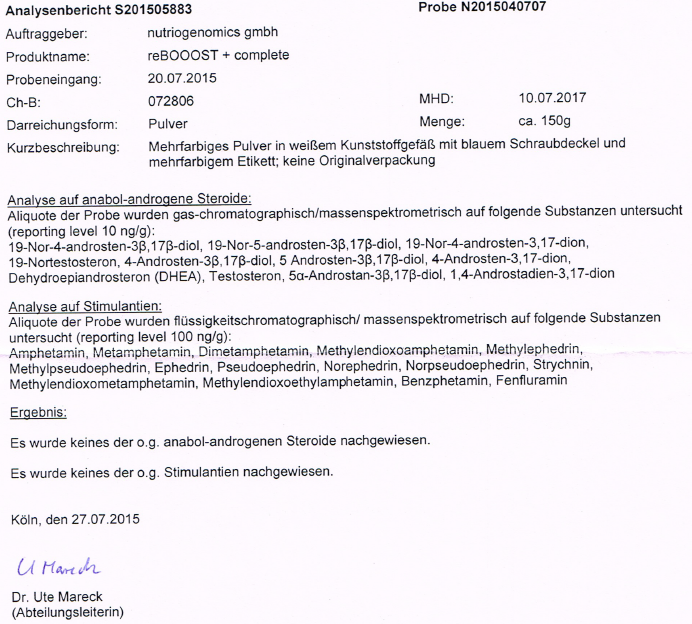 Analysenbericht S201505883 Probe N2015040707
Auftraggeber: nutriogenomics gmbh
Produktname: reBOOOST + complete
Probeneingang: 20.07.2015
Ch-B: 072806 MHD: 10.07.2017
Darreichungsform: Pulver Menge: ca. 150g
Kurzbeschreibung: Mehrfarbiges Pulver in weißem Kunststoffgefäß mit blauem Schraubdeckel und
mehrfarbigem Etikett; keine Originalverpackung
Analyse auf anabol-androgene Steroide:
Aliquote der Probe wurden gas-chromatographisch/massenspektrometrisch auf folgende Substanzen untersucht
(reporting level 10 ng/g):
19-Nor-4-androsten-3β,17β-diol, 19-Nor-5-androsten-3β,17β-diol, 19-Nor-4-androsten-3,17-dion,
19-Nortestosteron, 4-Androsten-3β,17β-diol, 5 Androsten-3β,17β-diol, 4-Androsten-3,17-dion,
Dehydroepiandrosteron (DHEA), Testosteron, 5α-Androstan-3β,17β-diol, 1,4-Androstadien-3,17-dion
Analyse auf Stimulantien:
Aliquote der Probe wurden flüssigkeitschromatographisch/ massenspektrometrisch auf folgende Substanzen
untersucht (reporting level 100 ng/g):
Amphetamin, Metamphetamin, Dimetamphetamin, Methylendioxoamphetamin, Methylephedrin,
Methylpseudoephedrin, Ephedrin, Pseudoephedrin, Norephedrin, Norpseudoephedrin, Strychnin,
Methylendioxometamphetamin, Methylendioxoethylamphetamin, Benzphetamin, Fenfluramin
Ergebnis:
Es wurde keines der o.g. anabol-androgenen Steroide nachgewiesen.
Es wurde keines der o.g. Stimulantien nachgewiesen.
Köln, den 27.07.2015
U Mareck
Dr. Ute Mareck
(Abteilungsleiterin)